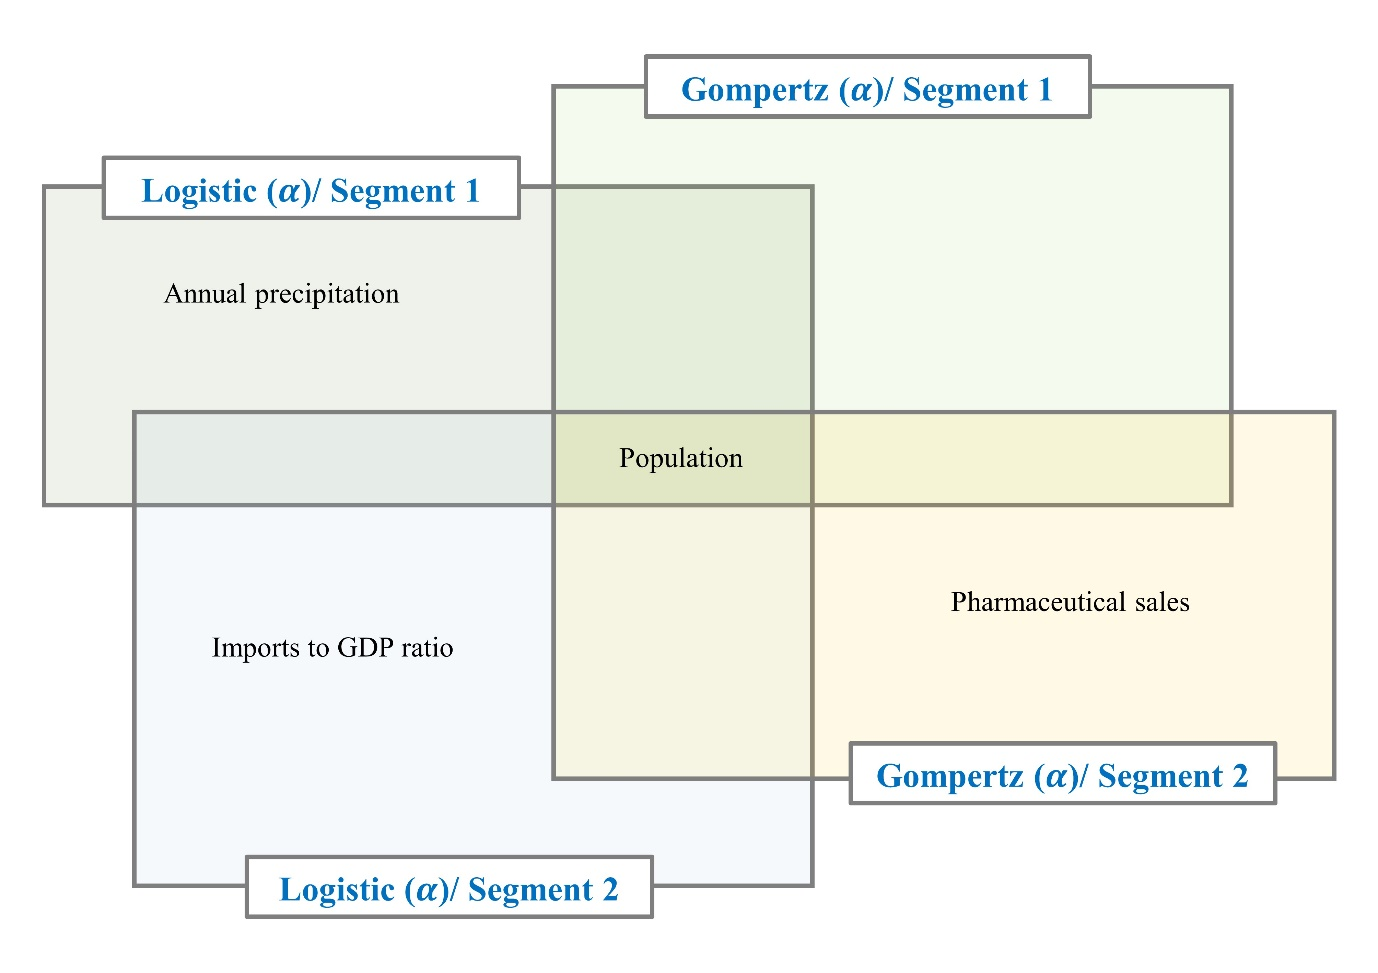 Gompertz (α)/ Segment 1
Logistic (α)/ Segment 1
Annual precipitation
Population
Pharmaceutical sales
Imports to GDP ratio
Gompertz (α)/ Segment 2
Logistic (α)/ Segment 2